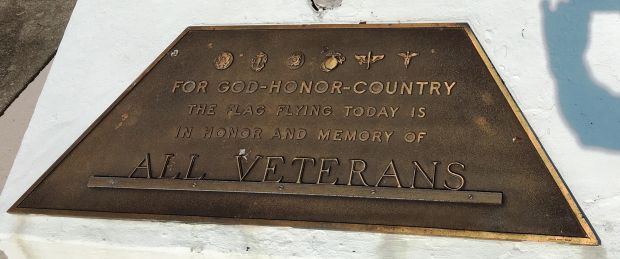 FOR GOD-HONOR-COUNTRY
THE FLAG FLYING TODAY IS
IN HONOR AND MEMORY OF
ALL VETERANS